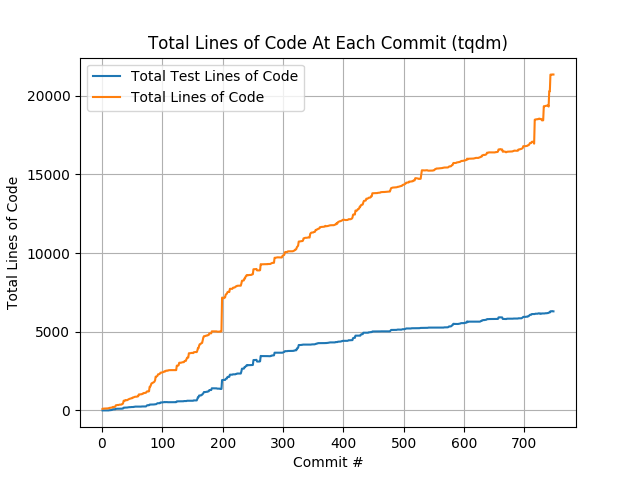 Total Lines of Code At Each Commit (tqdm)
Total Test Lines of Code
Total Lines of Code
Total Lines of Code
20000
15000
10000
5000
0
0 100 200 300 400 500 600 700
Commit #